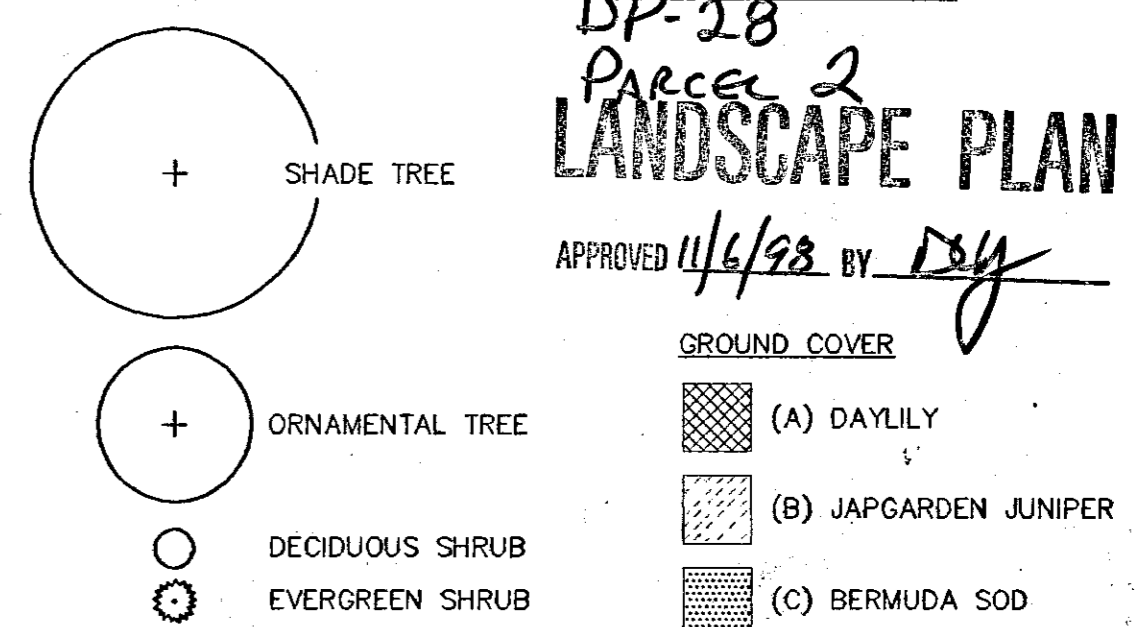 DP-28
PARCEL 2
LANDSCAPE PLAN
APPROVED 11/6/98 BY
SHADE TREE
ORNAMENTAL TREE
DECIDUOUS SHRUB
EVERGREEN SHRUB
GROUND COVER
(A) DAYLILY
(B) JAPGARDEN JUNIPER
(C) BERMUDA SOD